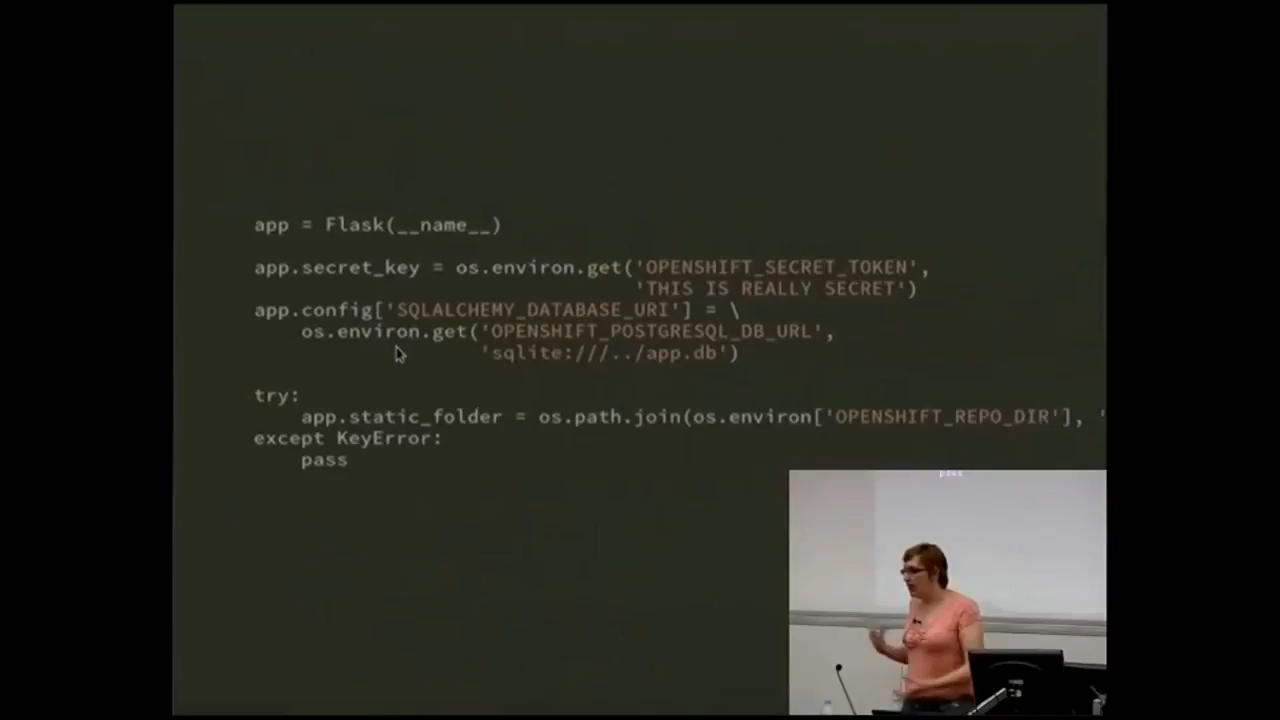 app = Flask(__name__)
app.secret_key = os.environ.get('OPENSHIFT_SECRET_TOKEN',
'THIS IS REALLY SECRET')
app.config['SQLALCHEMY_DATABASE_URI'] = \
os.environ.get('OPENSHIFT_POSTGRESQL_DB_URL',
'sqlite:///../app.db')
try:
app.static_folder = os.path.join(os.environ['OPENSHIFT_REPO_DIR'], '
except KeyError:
pass
pass